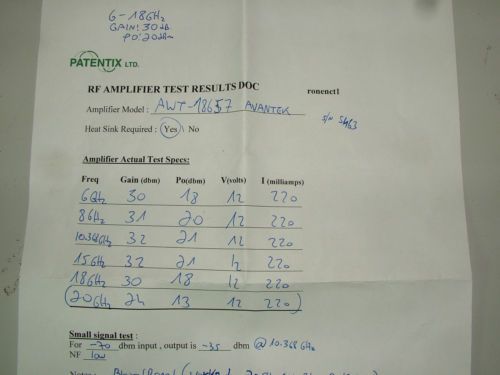 6-18GHz
GAIN: 30dB
PO: 20dBm
PATENTIX LTD.
RF AMPLIFIER TEST RESULTS DOC ronenct1
Amplifier Model : AWT-18657 AVANTEK S/N 5463
Heat Sink Required : Yes \ No
Amplifier Actual Test Specs:
Freq Gain (dbm) Po(dbm) V(volts) I (milliamps)
6GHz 30 18 12 220
8GHz 31 20 12 220
10.368GHz 32 21 12 220
15GHz 32 21 12 220
18GHz 30 18 12 220
(20GHz 24 13 12 220)
Small signal test :
For -70 dbm input , output is -35 dbm @10.368GHz
NF low